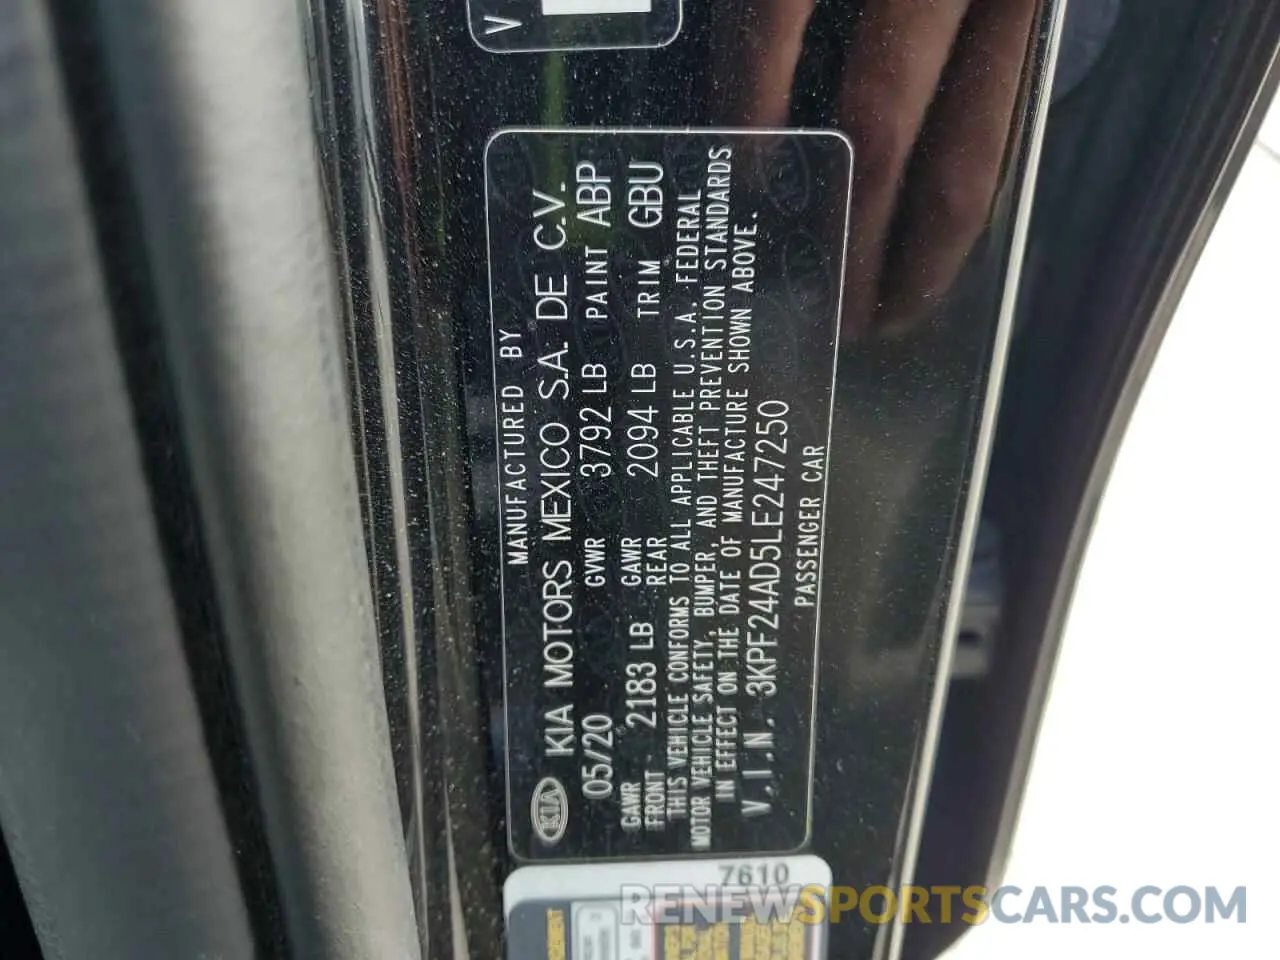 V
MANUFACTURED BY
KIA KIA MOTORS MEXICO S.A. DE C.V.
05/20 GVWR 3792 LB PAINT ABP
GAWR FRONT 2183 LB GAWR REAR 2094 LB TRIM GBU
THIS VEHICLE CONFORMS TO ALL APPLICABLE U.S.A. FEDERAL
MOTOR VEHICLE SAFETY, BUMPER, AND THEFT PREVENTION STANDARDS
IN EFFECT ON THE DATE OF MANUFACTURE SHOWN ABOVE.
V.I.N. 3KPF24AD5LE247250
PASSENGER CAR
7610
RENEWSPORTSCARS.COM